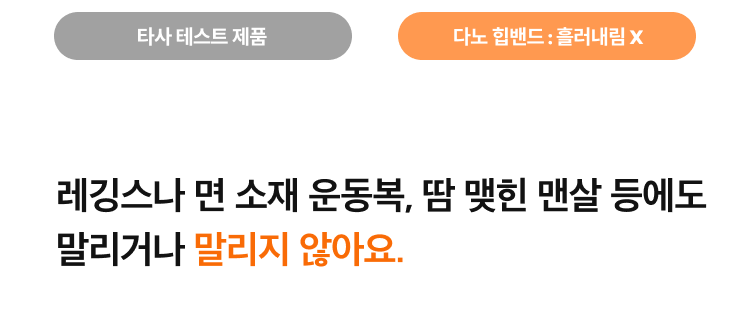 타사 테스트 제품
다노 힙밴드 : 흘러내림 X
레깅스나 면 소재 운동복, 땀 맺힌 맨살 등에도
말리거나 말리지 않아요.